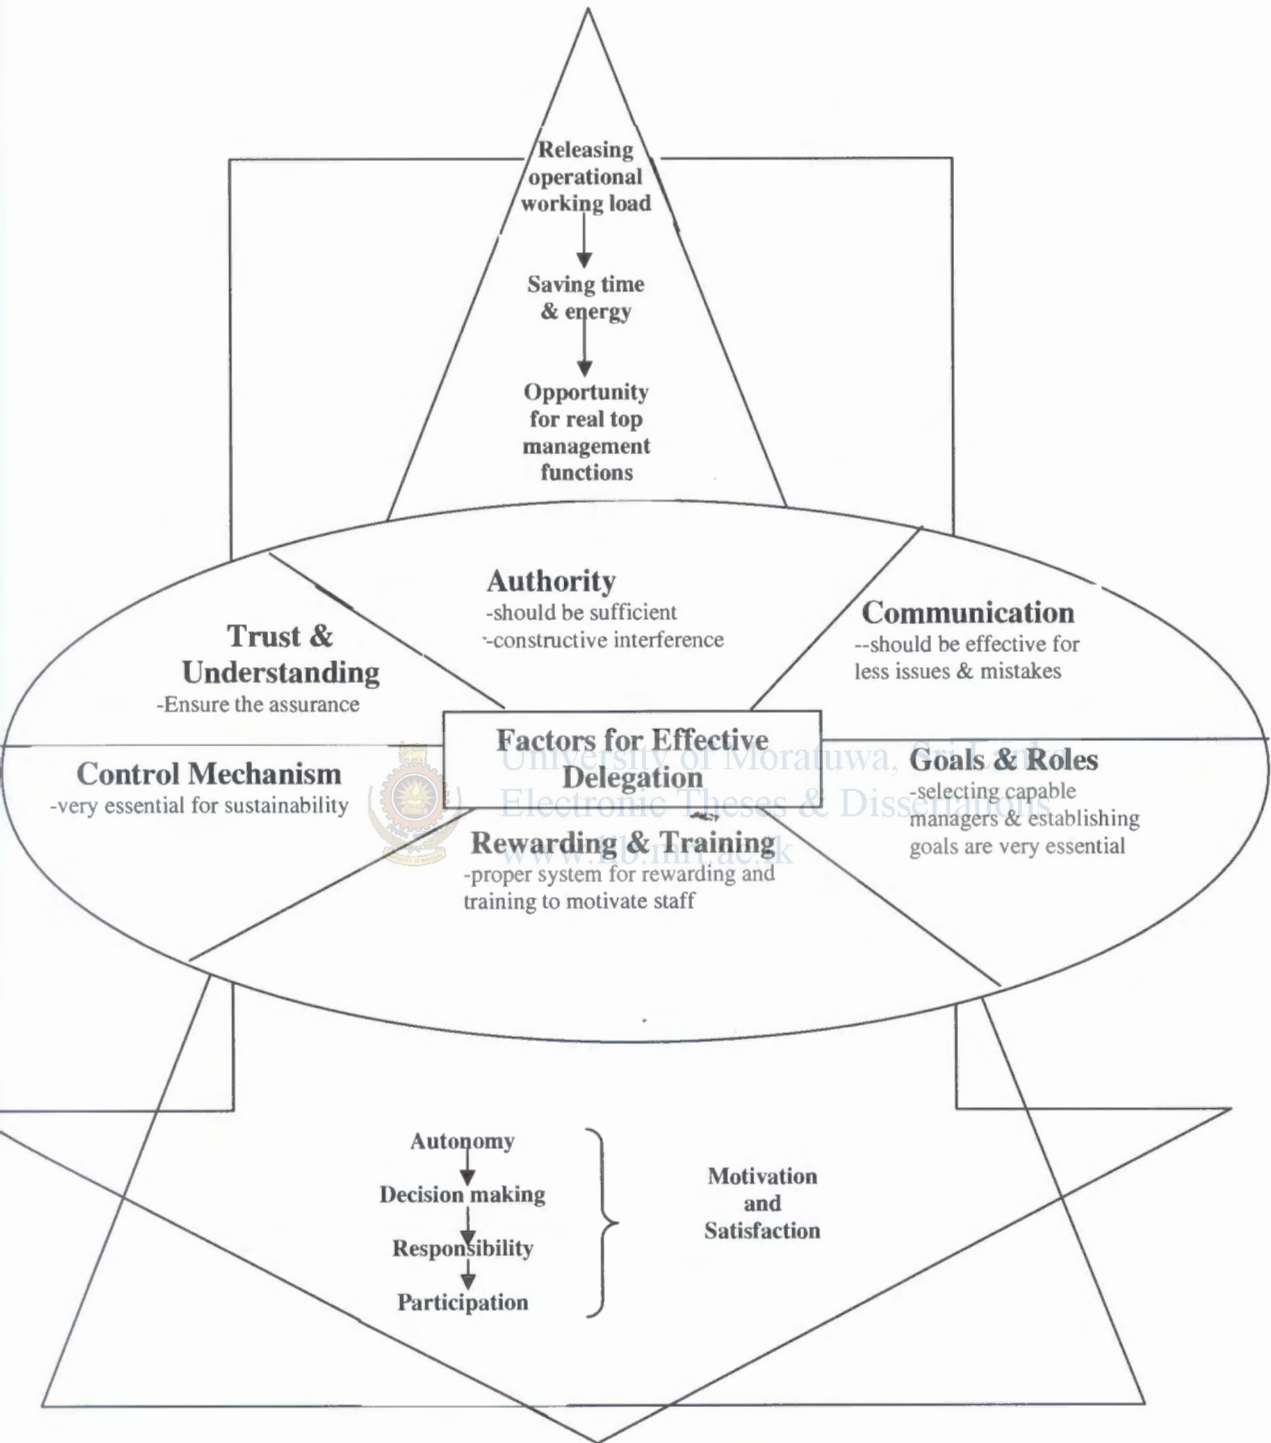 Releasing
operational
working load
Saving time
& energy
Opportunity
for real top
management
functions
Authority
-should be sufficient
-constructive interference
Communication
--should be effective for
less issues & mistakes
Trust &
Understanding
-Ensure the assurance
Factors for Effective
Delegation
Control Mechanism
-very essential for sustainability
Goals & Roles
-selecting capable
managers & establishing
goals are very essential
Rewarding & Training
-proper system for rewarding and
training to motivate staff
University of Moratuwa, Sri Lanka
Electronic Theses & Dissertations
www.lib.mrt.ac.lk
Autonomy
Decision making
Responsibility
Participation
Motivation
and
Satisfaction